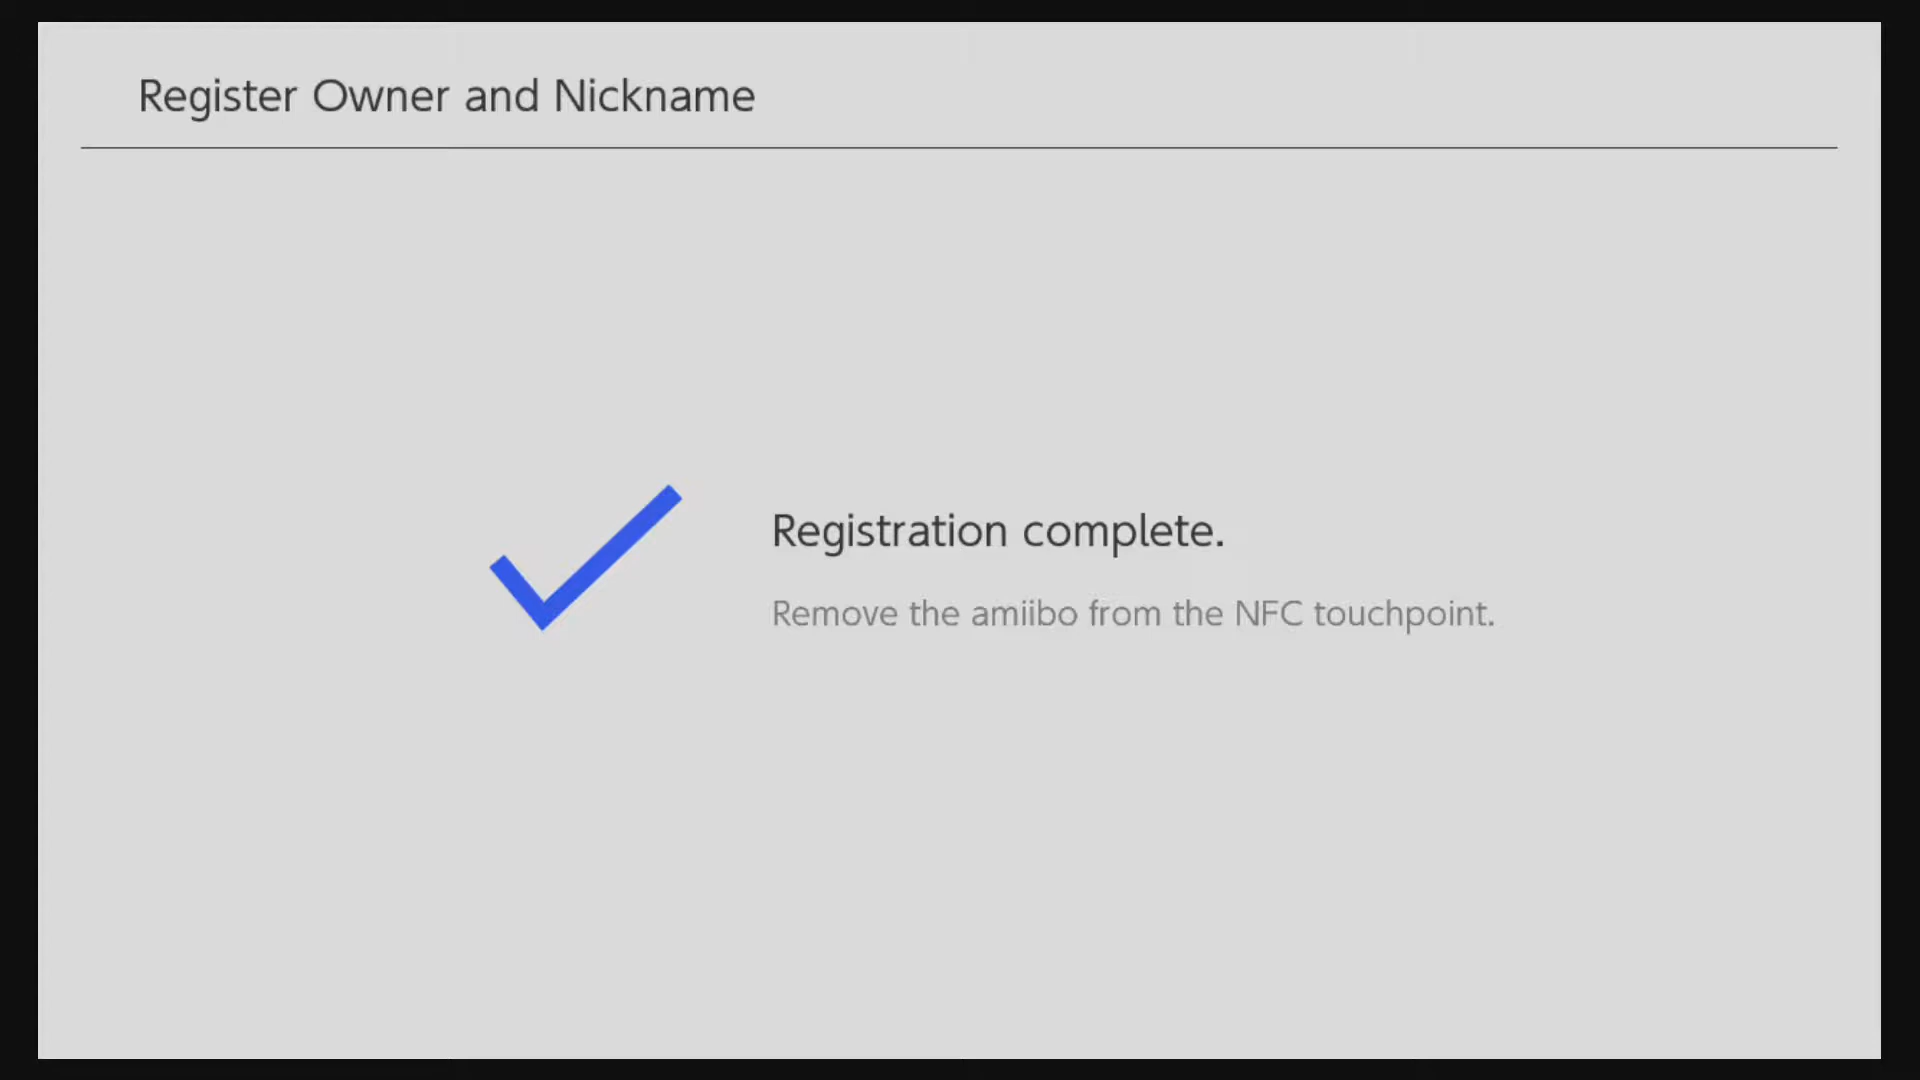 Register Owner and Nickname
Registration complete.
Remove the amiibo from the NFC touchpoint.